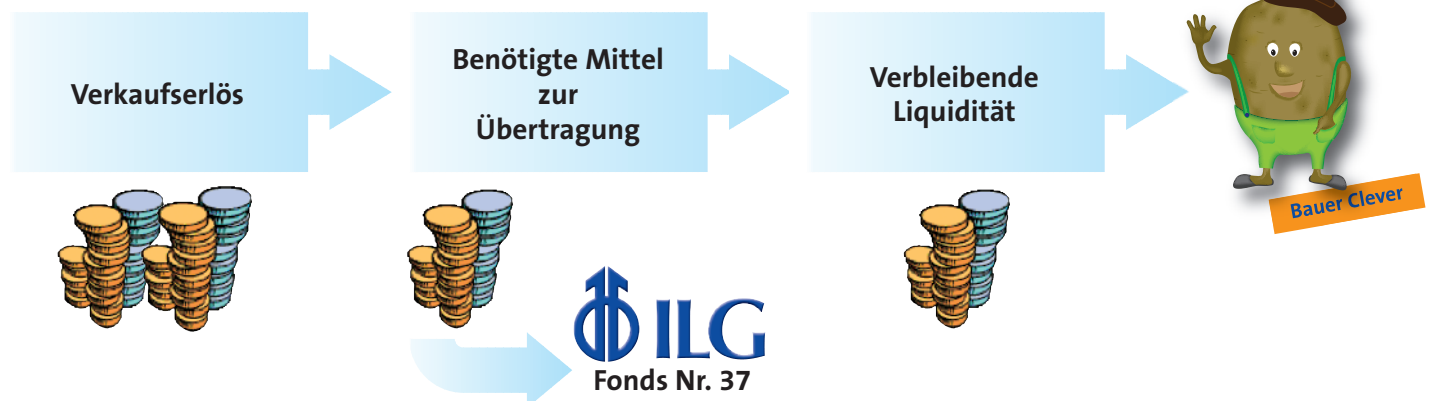 Verkaufserlös
Benötigte Mittel
zur
Übertragung
Verbleibende
Liquidität
Bauer Clever
ILG
Fonds Nr. 37